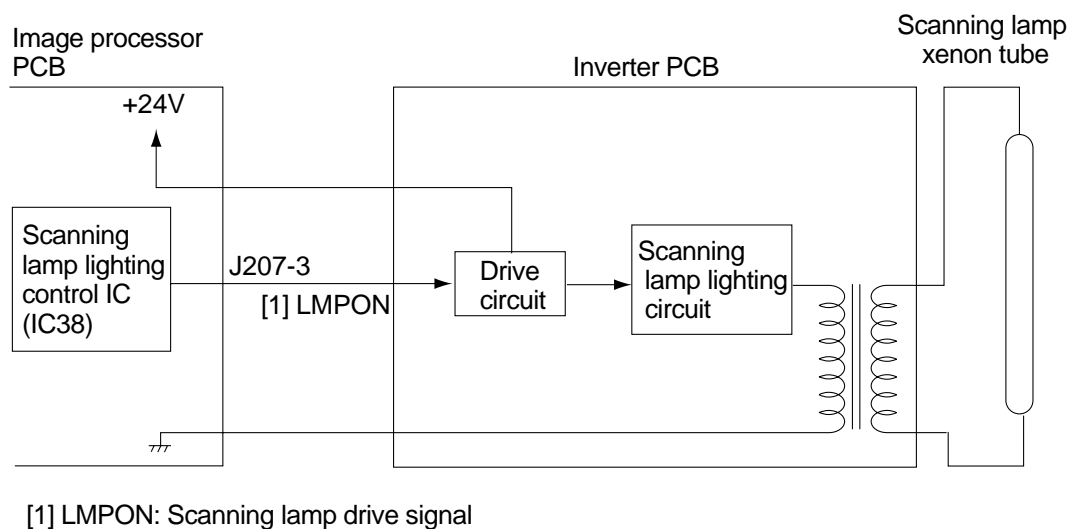 Image processor
PCB
+24V
Inverter PCB
Scanning lamp
xenon tube
Scanning
lamp lighting
control IC
(IC38)
J207-3
[1] LMPON
Drive
circuit
Scanning
lamp lighting
circuit
[1] LMPON: Scanning lamp drive signal